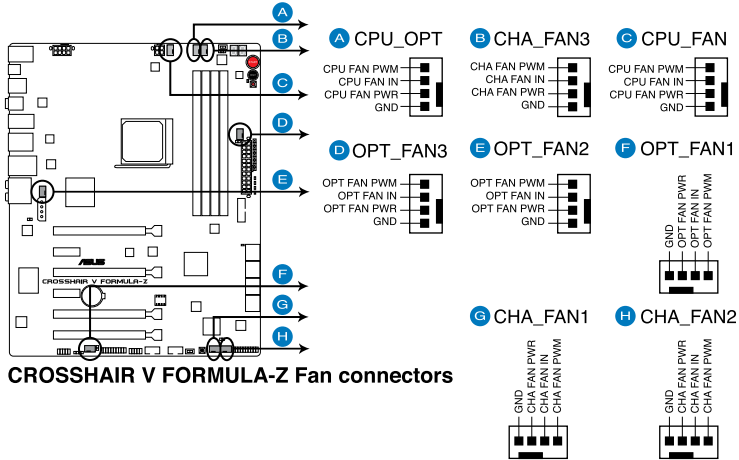 A
B
C
D
E
F
G
H
ASUS
CROSSHAIR V FORMULA-Z
CROSSHAIR V FORMULA-Z Fan connectors
A CPU_OPT
CPU FAN PWM
CPU FAN IN
CPU FAN PWR
GND
B CHA_FAN3
CHA FAN PWM
CHA FAN IN
CHA FAN PWR
GND
C CPU_FAN
CPU FAN PWM
CPU FAN IN
CPU FAN PWR
GND
D OPT_FAN3
OPT FAN PWM
OPT FAN IN
OPT FAN PWR
GND
E OPT_FAN2
OPT FAN PWM
OPT FAN IN
OPT FAN PWR
GND
F OPT_FAN1
GND
OPT FAN PWR
OPT FAN IN
OPT FAN PWM
G CHA_FAN1
GND
CHA FAN PWR
CHA FAN IN
CHA FAN PWM
H CHA_FAN2
GND
CHA FAN PWR
CHA FAN IN
CHA FAN PWM